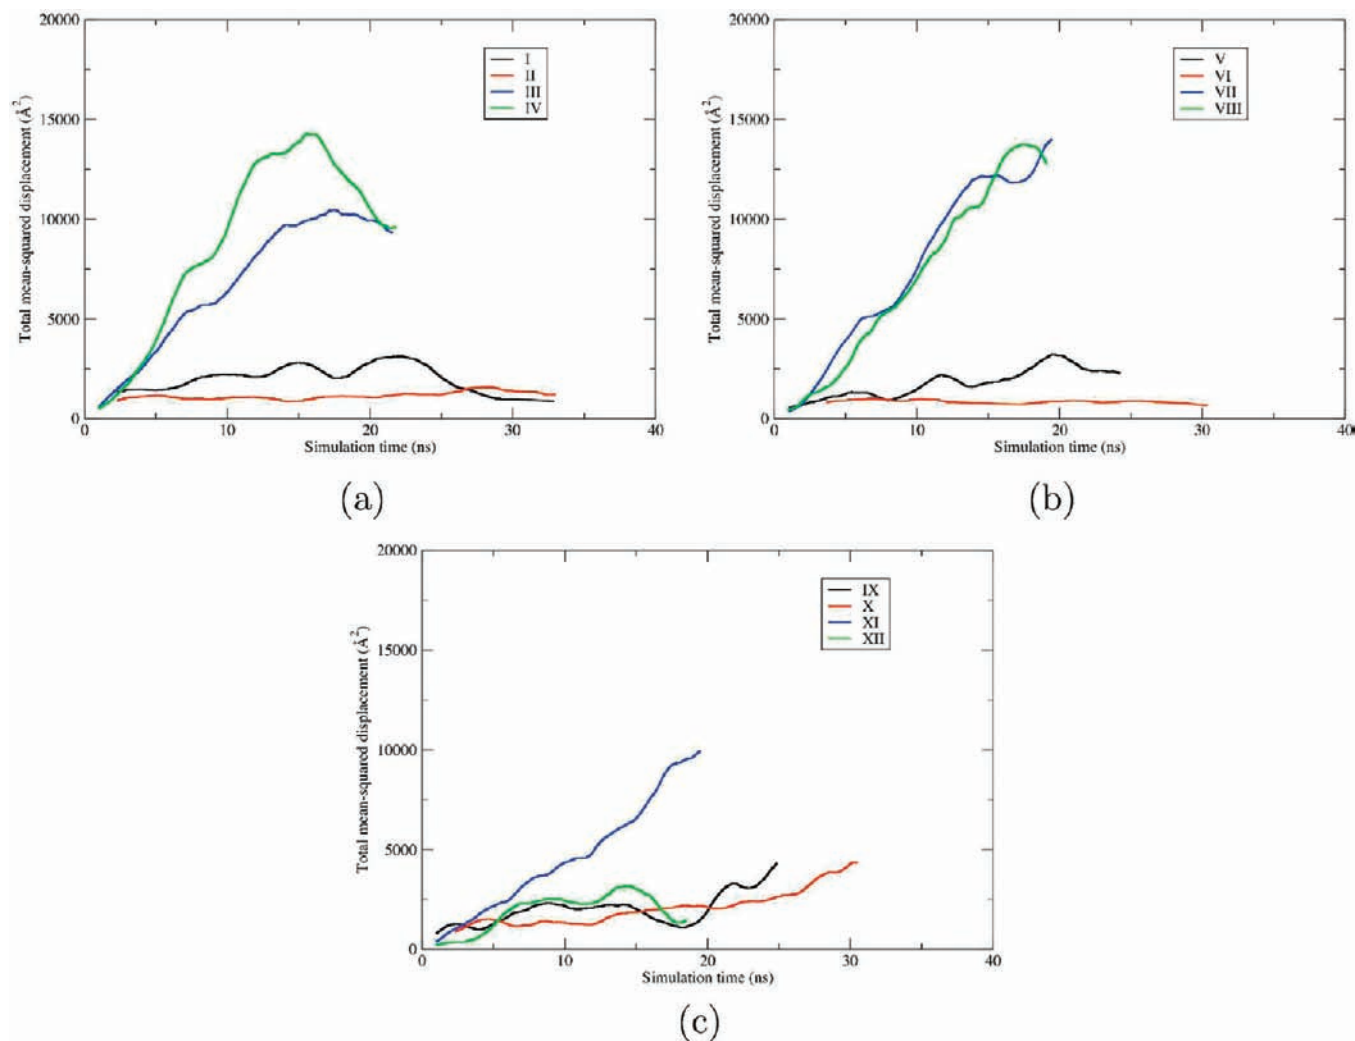 20000
15000
10000
5000
0
Total mean-squared displacement (Å²)
I
II
III
IV
0 10 20 30 40
Simulation time (ns)
(a)
20000
15000
10000
5000
0
Total mean-squared displacement (Å²)
V
VI
VII
VIII
0 10 20 30 40
Simulation time (ns)
(b)
20000
15000
10000
5000
0
Total mean-squared displacement (Å²)
IX
X
XI
XII
0 10 20 30 40
Simulation time (ns)
(c)